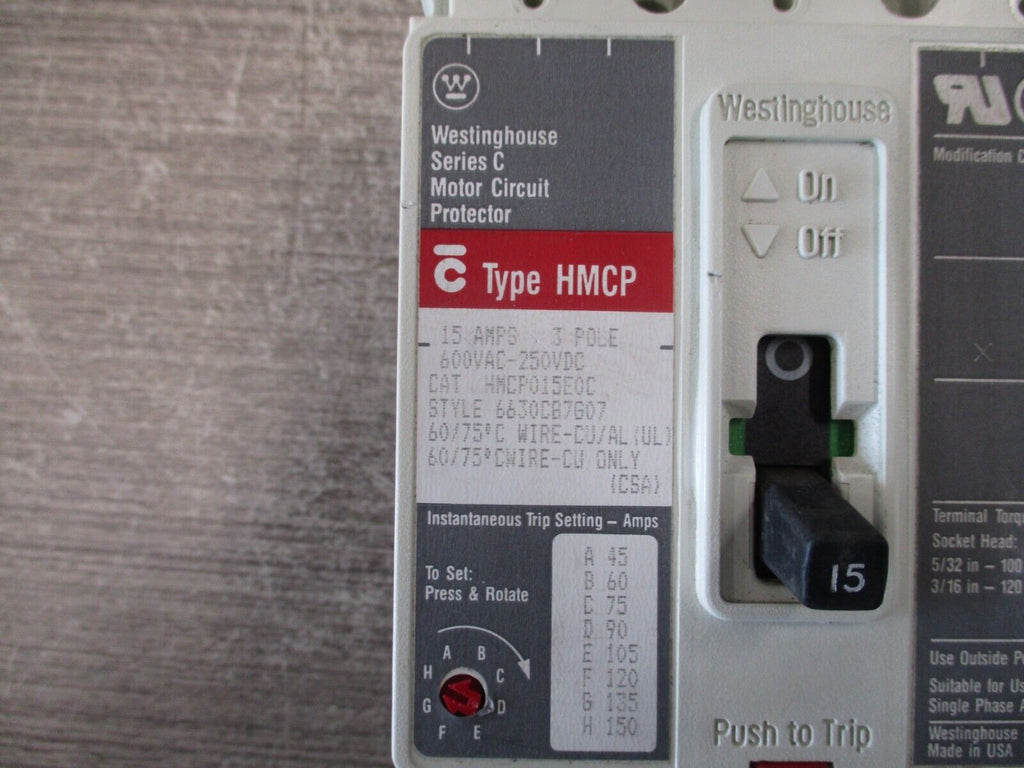 Westinghouse
Series C
Motor Circuit
Protector
C Type HMCP
15 AMPS 3 POLE
600VAC-250VDC
CAT HMCP015E0C
STYLE 6630C87G07
60/75°C WIRE-CU/AL(UL)
60/75°CWIRE-CU ONLY
(CSA)
Instantaneous Trip Setting – Amps
To Set:
Press & Rotate
A B C D E F G H
A 45
B 60
C 75
D 90
E 105
F 120
G 135
H 150
Westinghouse
On
Off
O
15
Push to Trip
Modification
Terminal
Socket Head:
5/32 in – 100
3/16 in – 120
Use Outside
Suitable for
Single Phase
Westinghouse
Made in USA